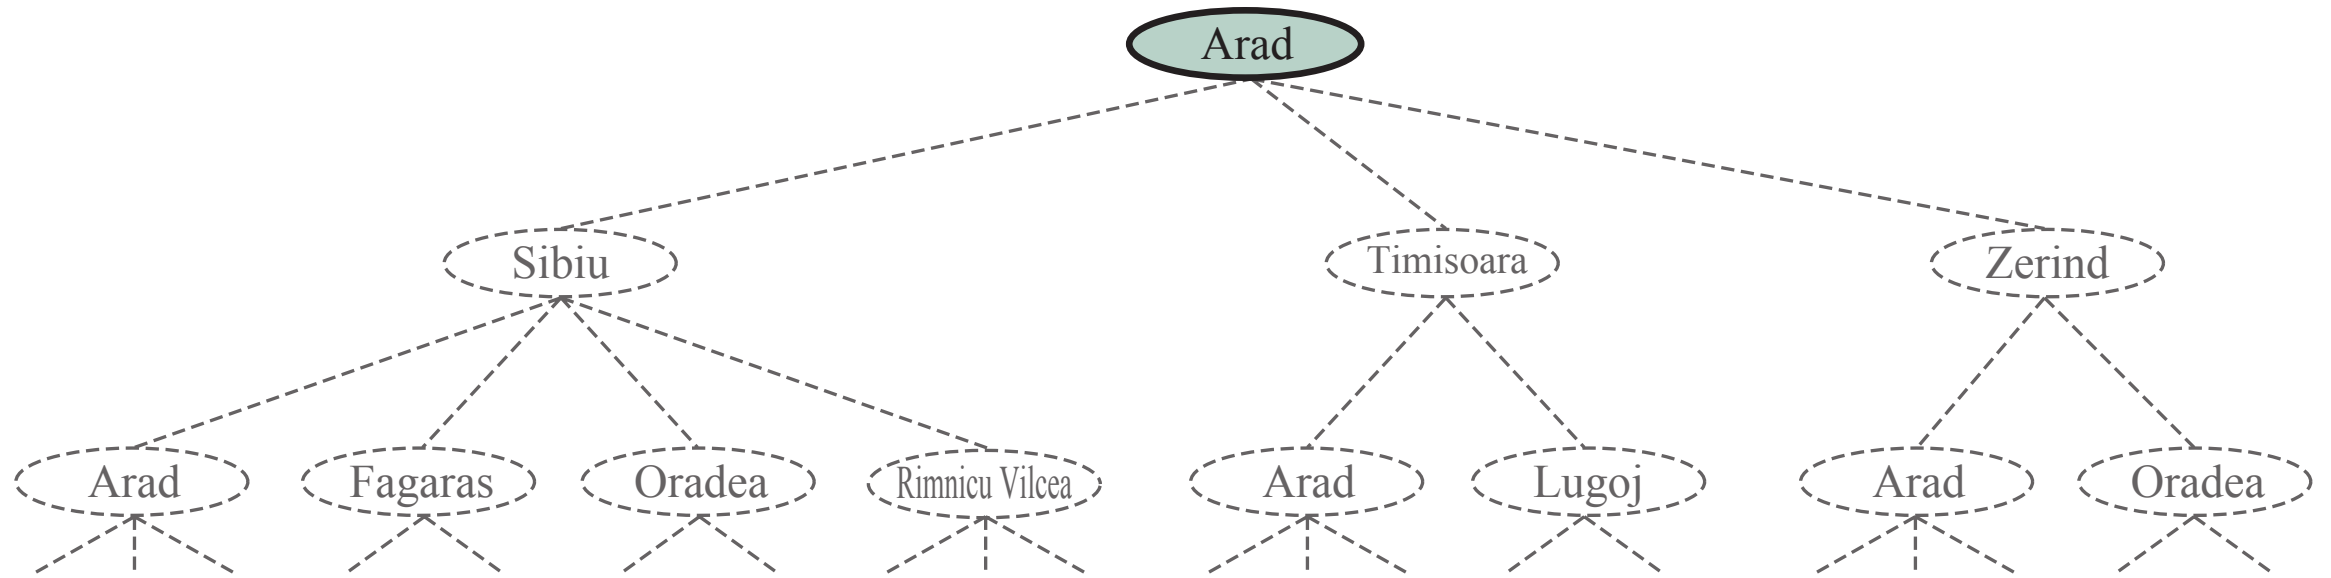 Arad
Sibiu
Timisoara
Zerind
Arad
Fagaras
Oradea
Rimnicu Vilcea
Arad
Lugoj
Arad
Oradea